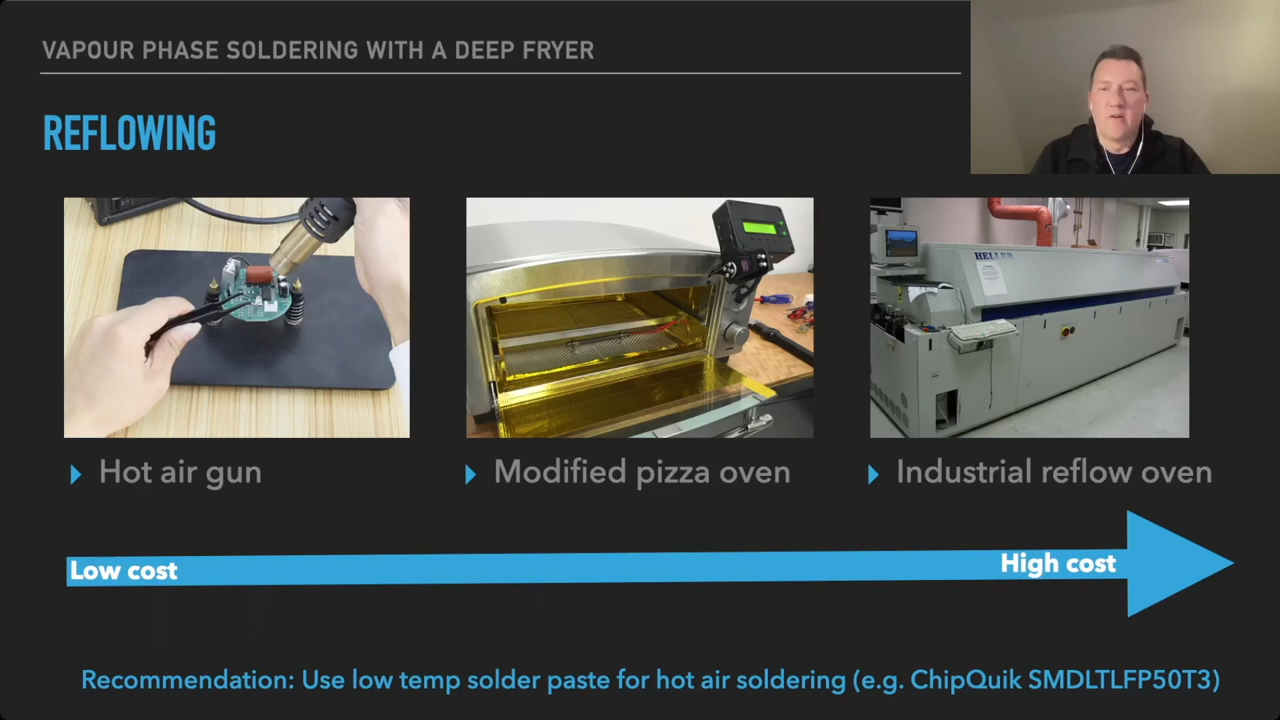 VAPOUR PHASE SOLDERING WITH A DEEP FRYER
REFLOWING
HELLER
Hot air gun
Modified pizza oven
Industrial reflow oven
Low cost
High cost
Recommendation: Use low temp solder paste for hot air soldering (e.g. ChipQuik SMDLTLFP50T3)